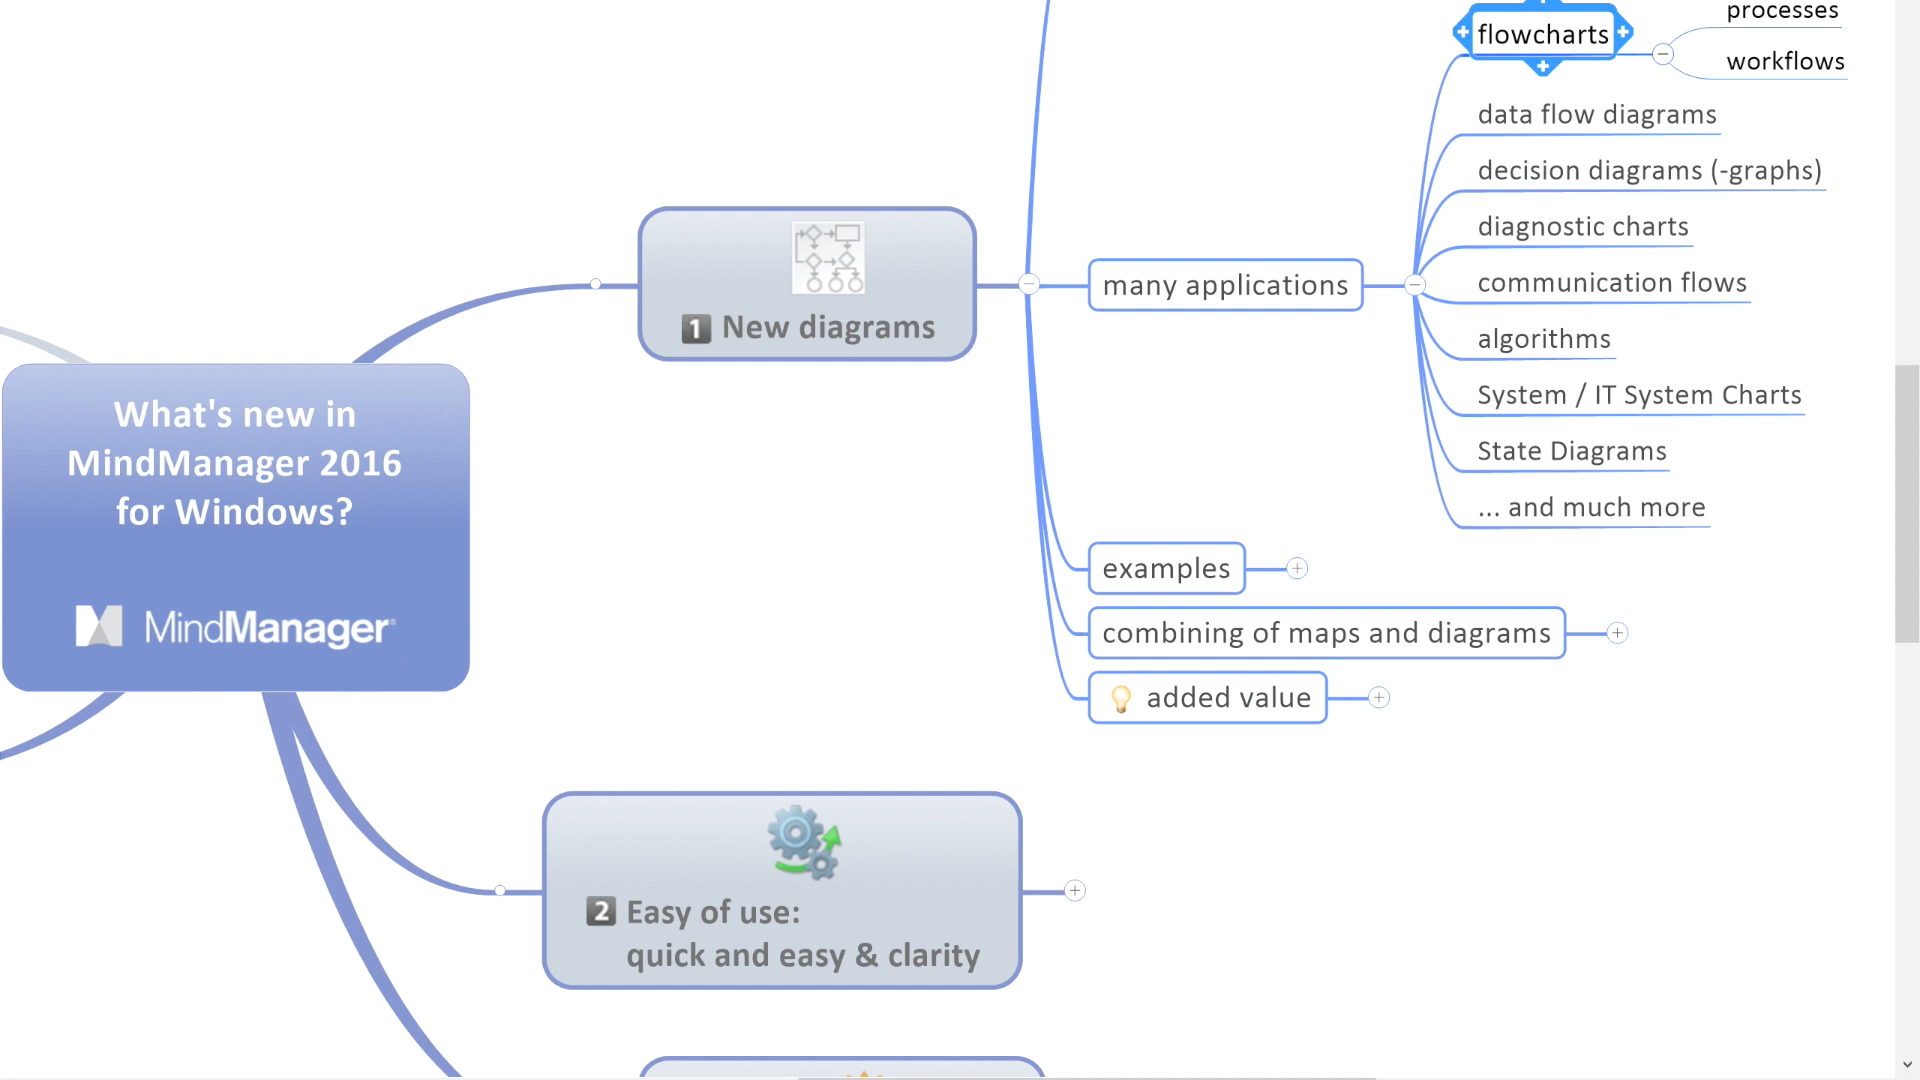 processes
flowcharts
workflows
data flow diagrams
decision diagrams (-graphs)
diagnostic charts
communication flows
algorithms
System / IT System Charts
State Diagrams
... and much more
many applications
1 New diagrams
What's new in
MindManager 2016
for Windows?
MindManager®
examples
combining of maps and diagrams
added value
2 Easy of use:
quick and easy & clarity